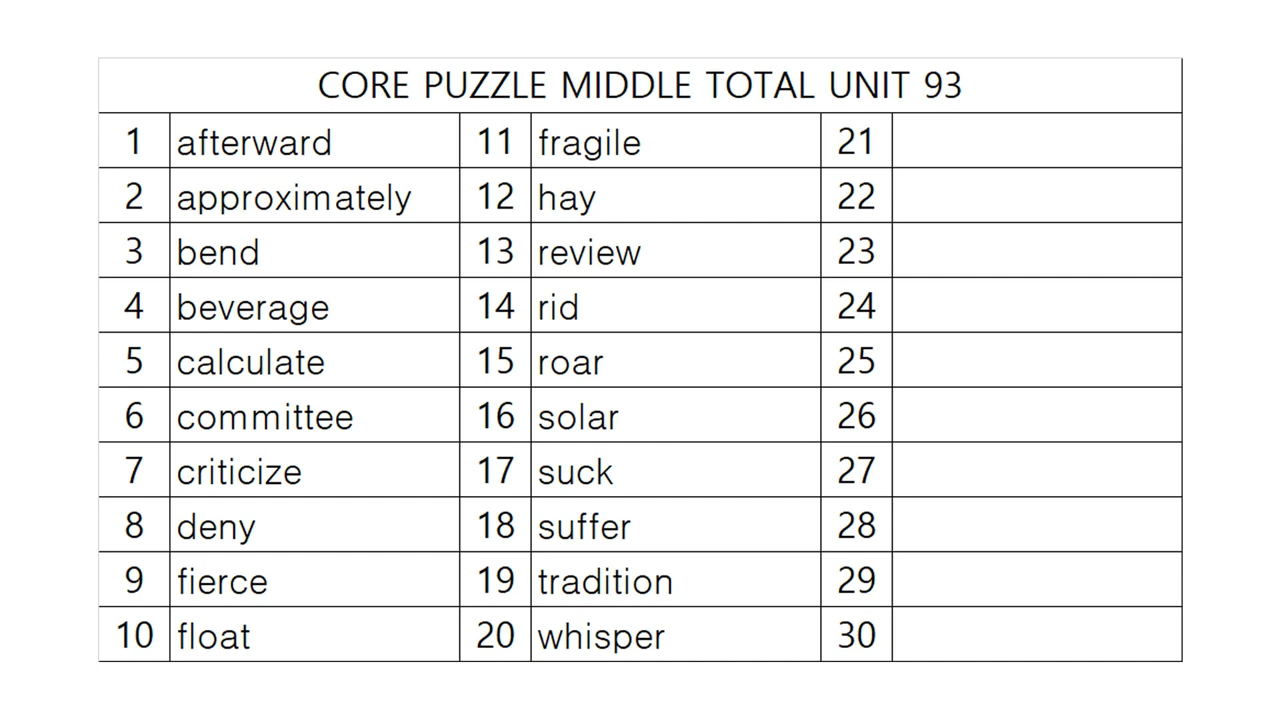 CORE PUZZLE MIDDLE TOTAL UNIT 93
1 afterward 11 fragile 21
2 approximately 12 hay 22
3 bend 13 review 23
4 beverage 14 rid 24
5 calculate 15 roar 25
6 committee 16 solar 26
7 criticize 17 suck 27
8 deny 18 suffer 28
9 fierce 19 tradition 29
10 float 20 whisper 30